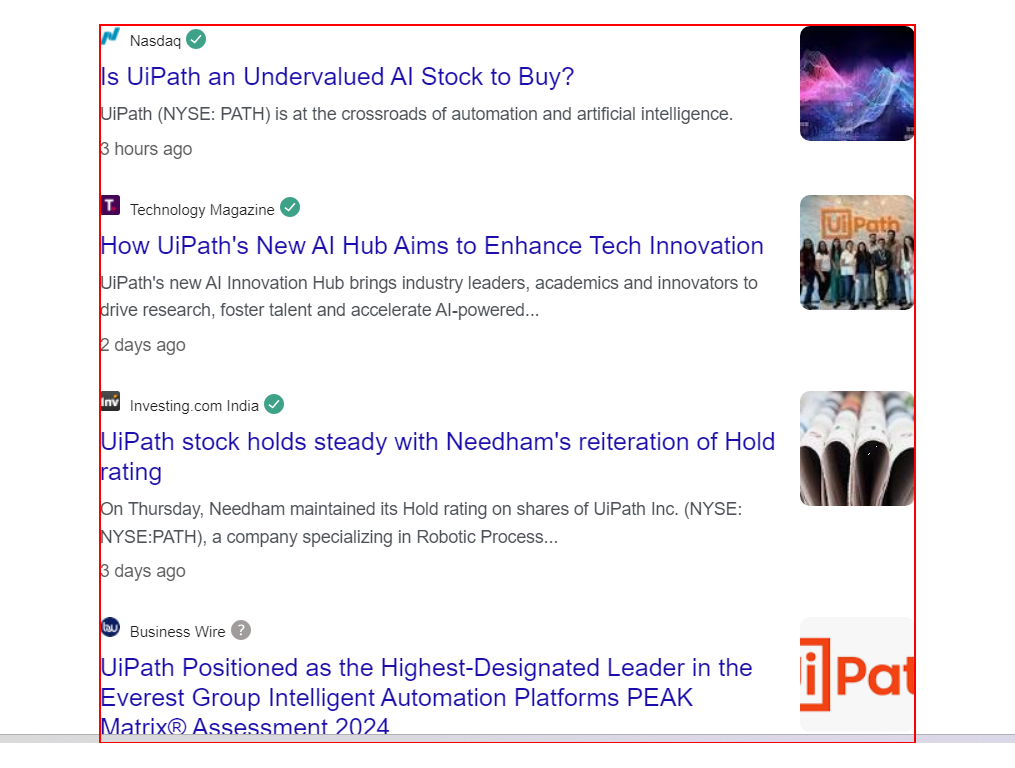 Nasdaq
Is UiPath an Undervalued AI Stock to Buy?
UiPath (NYSE: PATH) is at the crossroads of automation and artificial intelligence.
3 hours ago
T.
Technology Magazine
How UiPath's New AI Hub Aims to Enhance Tech Innovation
UiPath's new AI Innovation Hub brings industry leaders, academics and innovators to
drive research, foster talent and accelerate AI-powered...
2 days ago
UiPath
Inv
Investing.com India
UiPath stock holds steady with Needham's reiteration of Hold
rating
On Thursday, Needham maintained its Hold rating on shares of UiPath Inc. (NYSE:
NYSE:PATH), a company specializing in Robotic Process...
3 days ago
bw
Business Wire ?
UiPath Positioned as the Highest-Designated Leader in the
Everest Group Intelligent Automation Platforms PEAK
Matrix® Assessment 2024
Ui Pat